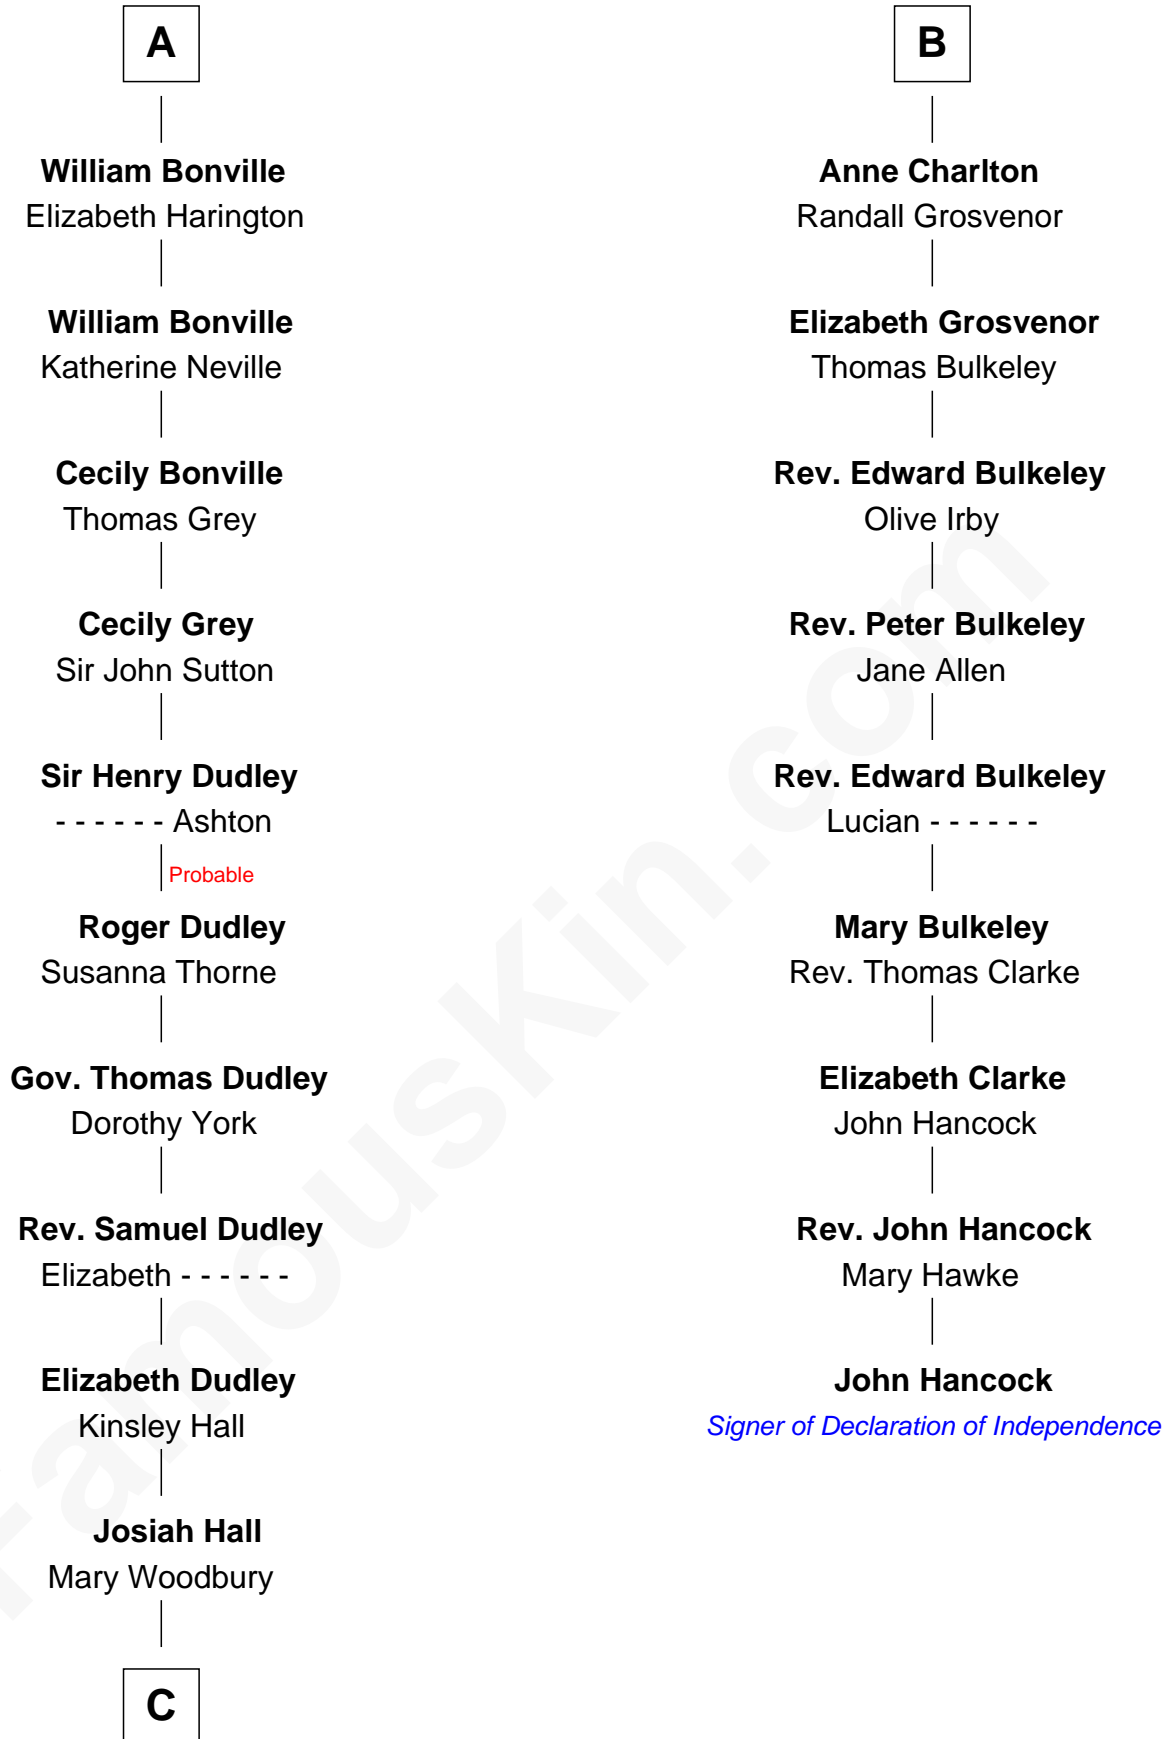 A
William Bonville
Elizabeth Harington
William Bonville
Katherine Neville
Cecily Bonville
Thomas Grey
Cecily Grey
Sir John Sutton
Sir Henry Dudley
- - - - - - Ashton
Probable
Roger Dudley
Susanna Thorne
Gov. Thomas Dudley
Dorothy York
Rev. Samuel Dudley
Elizabeth - - - - - -
Elizabeth Dudley
Kinsley Hall
Josiah Hall
Mary Woodbury
C
B
Anne Charlton
Randall Grosvenor
Elizabeth Grosvenor
Thomas Bulkeley
Rev. Edward Bulkeley
Olive Irby
Rev. Peter Bulkeley
Jane Allen
Rev. Edward Bulkeley
Lucian - - - - - -
Mary Bulkeley
Rev. Thomas Clarke
Elizabeth Clarke
John Hancock
Rev. John Hancock
Mary Hawke
John Hancock
Signer of Declaration of Independence
FamousKin.com